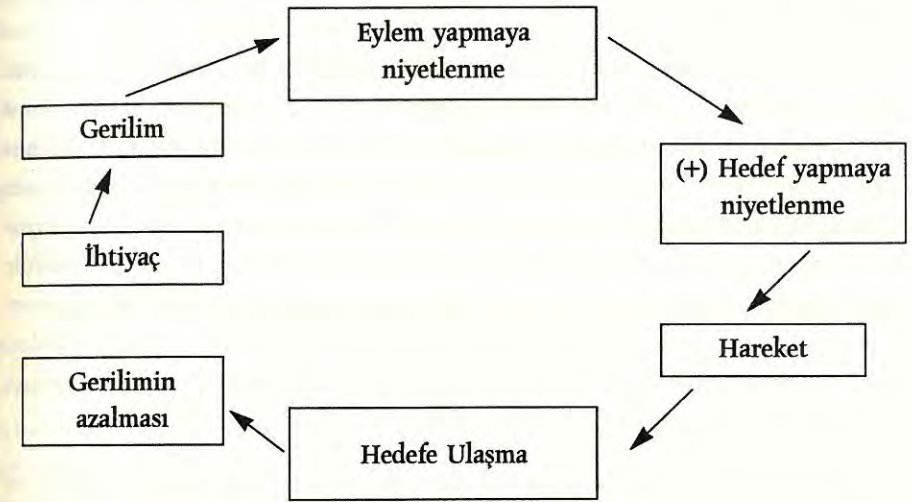 Eylem yapmaya
niyetlenme
Gerilim
(+) Hedef yapmaya
niyetlenme
İhtiyaç
Hareket
Gerilimin
azalması
Hedefe Ulaşma